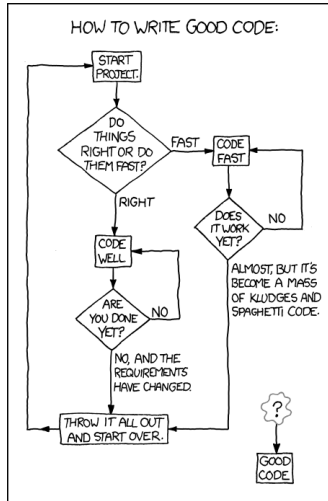 HOW TO WRITE GOOD CODE:
START
PROJECT.
DO
THINGS
RIGHT OR DO
THEM FAST?
FAST
CODE
FAST
RIGHT
DOES
IT WORK
YET?
NO
CODE
WELL
ALMOST, BUT IT'S
BECOME A MASS
OF KLUDGES AND
SPAGHETTI CODE.
ARE
YOU DONE
YET?
NO
NO, AND THE
REQUIREMENTS
HAVE CHANGED.
THROW IT ALL OUT
AND START OVER.
?
GOOD
CODE